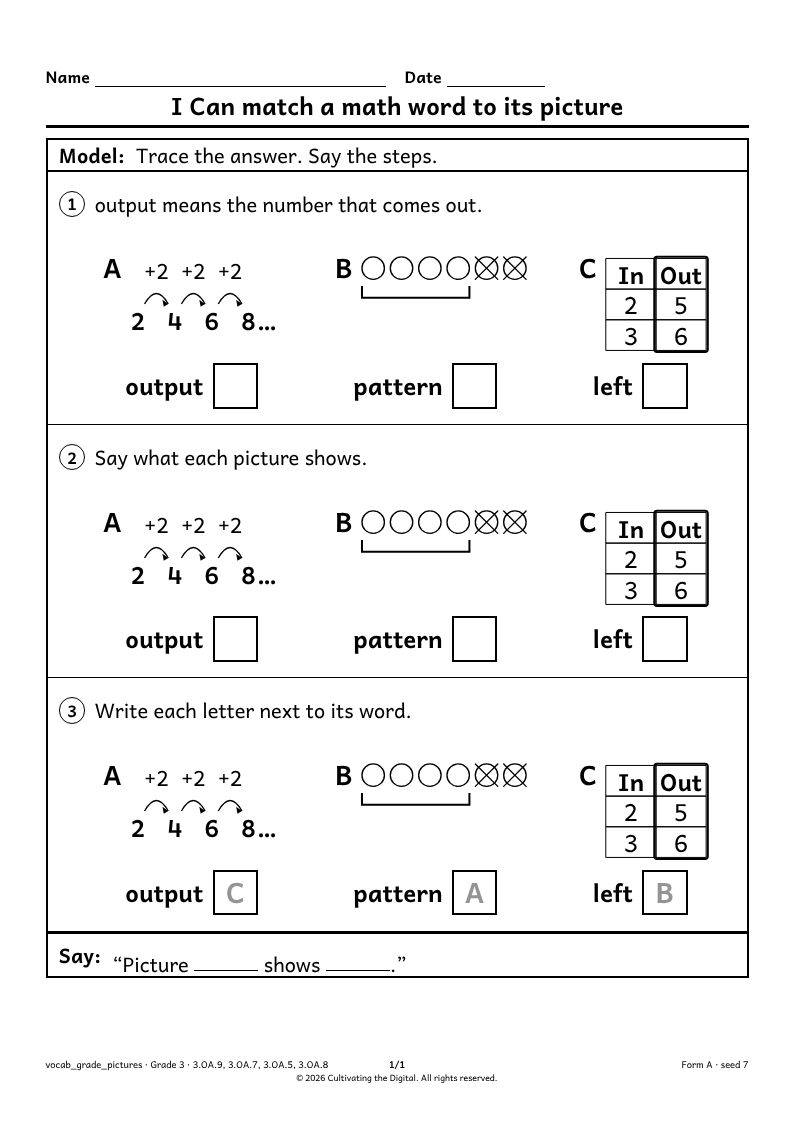 Name Date
I Can match a math word to its picture
Model: Trace the answer. Say the steps.
1 output means the number that comes out.
A +2 +2 +2
2 4 6 8...
B
C In Out
2 5
3 6
output pattern left
2 Say what each picture shows.
A +2 +2 +2
2 4 6 8...
B
C In Out
2 5
3 6
output pattern left
3 Write each letter next to its word.
A +2 +2 +2
2 4 6 8...
B
C In Out
2 5
3 6
output C pattern A left B
Say: “Picture ______ shows ______.”
vocab_grade_pictures · Grade 3 · 3.OA.9, 3.OA.7, 3.OA.5, 3.OA.8 1/1 Form A · seed 7
© 2026 Cultivating the Digital. All rights reserved.